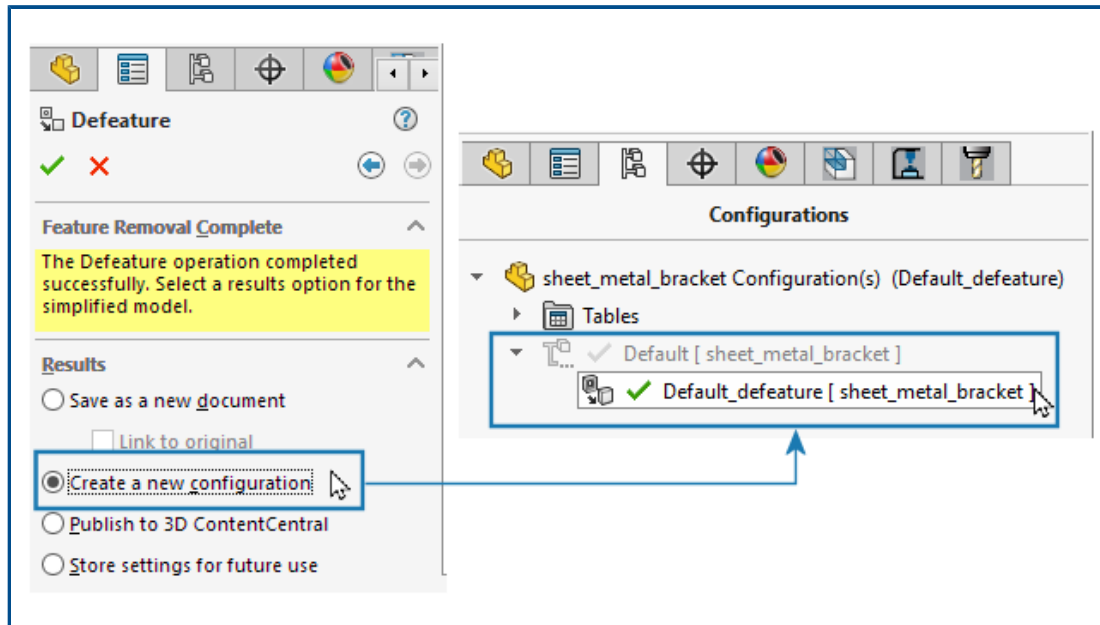 Defeature
Feature Removal Complete
The Defeature operation completed
successfully. Select a results option for the
simplified model.
Results
Save as a new document
Link to original
Create a new configuration
Publish to 3D ContentCentral
Store settings for future use
Configurations
sheet_metal_bracket Configuration(s) (Default_defeature)
Tables
Default [ sheet_metal_bracket ]
Default_defeature [ sheet_metal_bracket ]